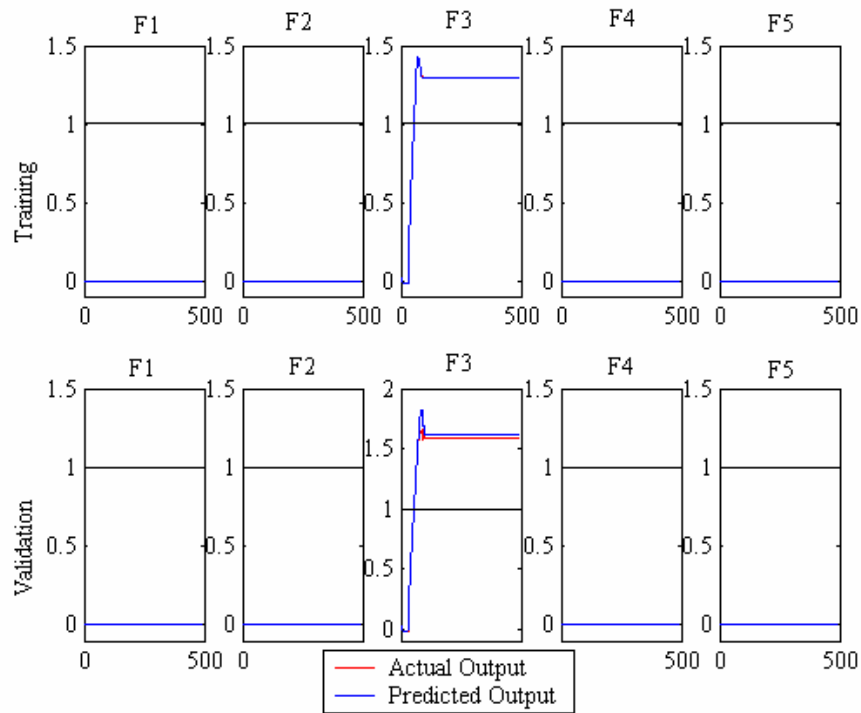 F1 F2 F3 F4 F5
Training
1.5 1.5 1.5 1.5 1.5
1 1 1 1 1
0.5 0.5 0.5 0.5 0.5
0 0 0 0 0
0 500 0 500 0 500 0 500 0 500
F1 F2 F3 F4 F5
Validation
1.5 1.5 2 1.5 1.5
1 1 1.5 1 1
1
0.5 0.5 0.5 0.5 0.5
0 0 0 0 0
0 500 0 500 0 500 0 500
Actual Output
Predicted Output